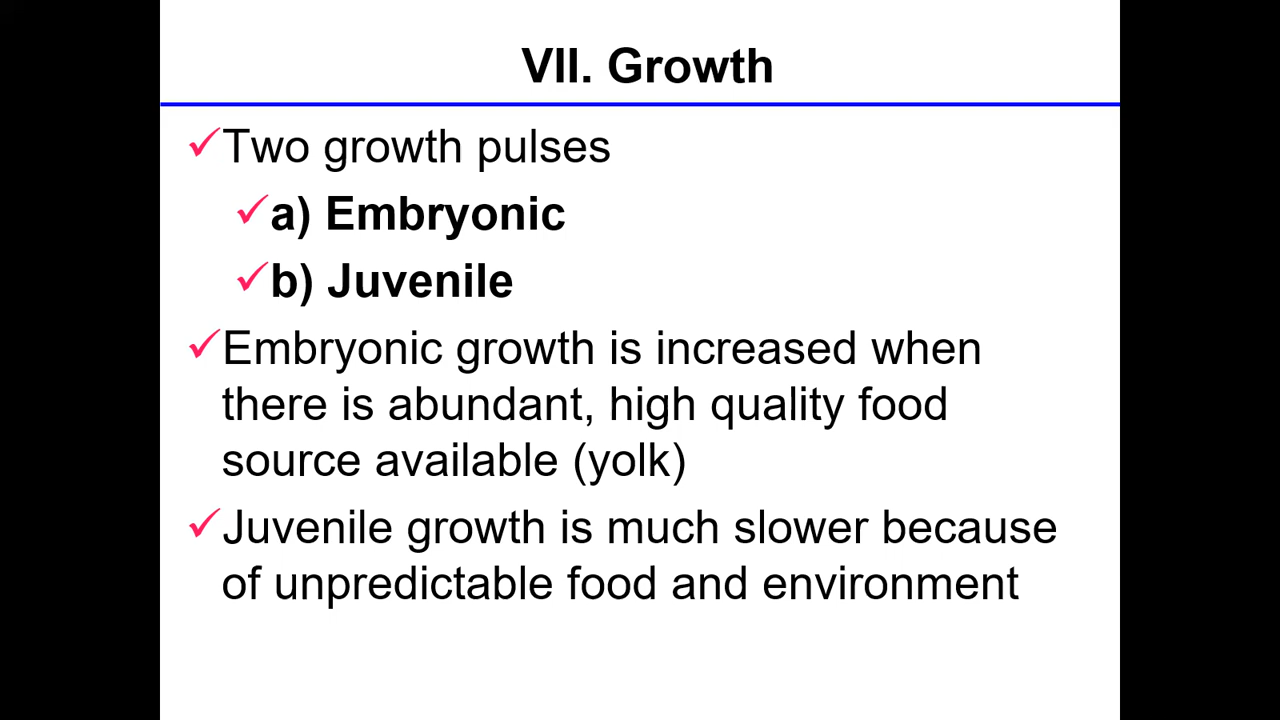 VII. Growth
✓Two growth pulses
✓a) Embryonic
✓b) Juvenile
✓Embryonic growth is increased when
there is abundant, high quality food
source available (yolk)
✓Juvenile growth is much slower because
of unpredictable food and environment